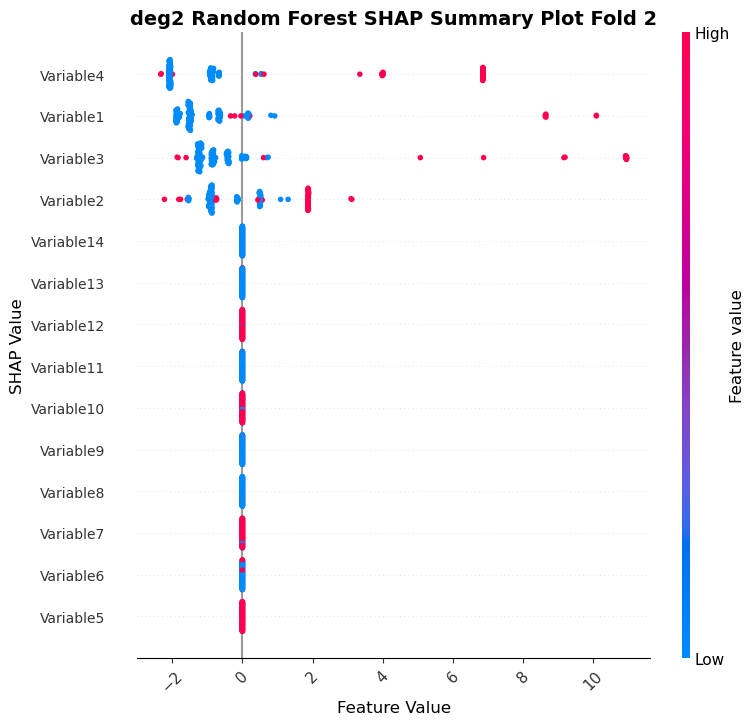 deg2 Random Forest SHAP Summary Plot Fold 2
High
Variable4
Variable1
Variable3
Variable2
Variable14
Variable13
Variable12
Variable11
Variable10
Variable9
Variable8
Variable7
Variable6
Variable5
SHAP Value
Feature value
Low
−2
0
2
4
6
8
10
Feature Value